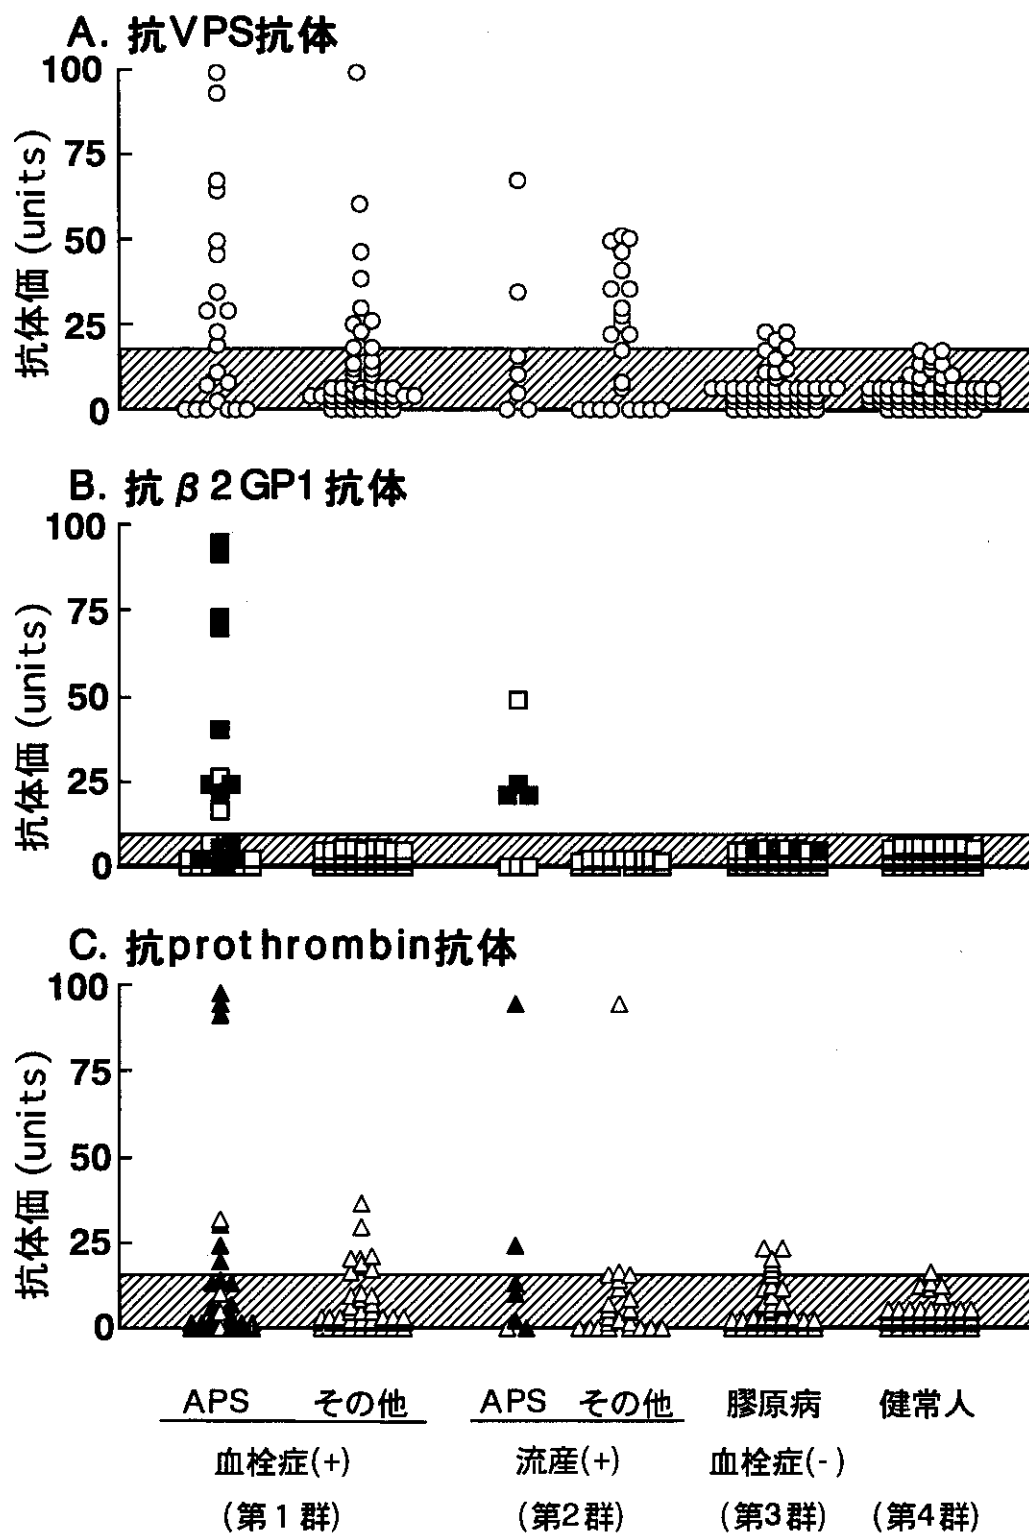 A. 抗VPS抗体
100
75
50
25
0
抗体価 (units)
B. 抗β2GP1抗体
100
75
50
25
0
抗体価 (units)
C. 抗prothrombin抗体
100
75
50
25
0
抗体価 (units)
APS その他 APS その他 膠原病 健常人
血栓症(+) 流産(+) 血栓症(-)
(第1群) (第2群) (第3群) (第4群)